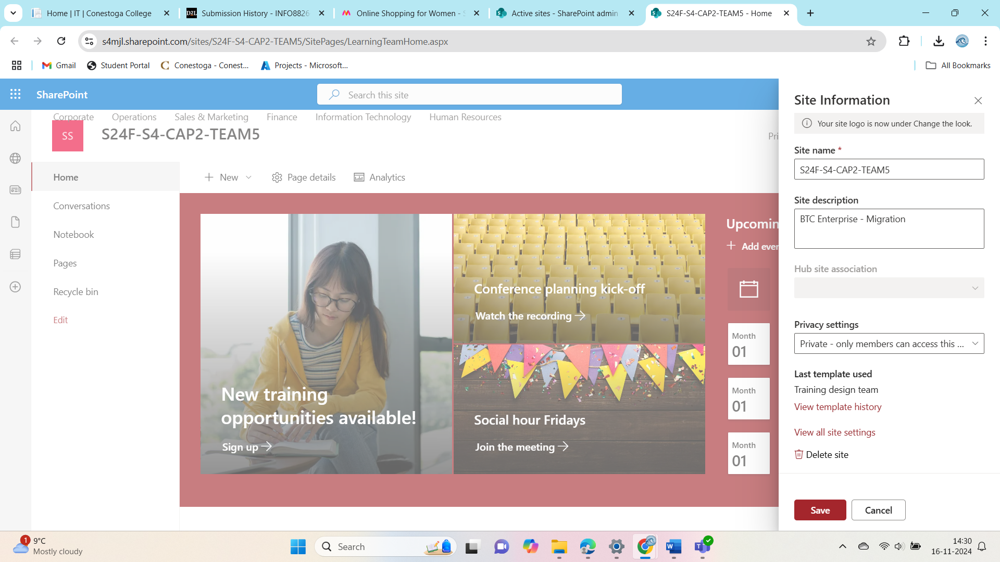 Home | IT | Conestoga College
Submission History - INFO8826
Online Shopping for Women - S
Active sites - SharePoint admin
S24F-S4-CAP2-TEAM5 - Home
s4mjl.sharepoint.com/sites/S24F-S4-CAP2-TEAM5/SitePages/LearningTeamHome.aspx
Gmail
Student Portal
Conestoga - Conest...
Projects - Microsoft...
All Bookmarks
SharePoint
Search this site
Corporate
Operations
Sales & Marketing
Finance
Information Technology
Human Resources
SS
S24F-S4-CAP2-TEAM5
Pri
Home
Conversations
Notebook
Pages
Recycle bin
Edit
New
Page details
Analytics
New training
opportunities available!
Sign up
Conference planning kick-off
Watch the recording
Social hour Fridays
Join the meeting
Upcomin
Add ever
Month
01
Month
01
Month
01
Site Information
Your site logo is now under Change the look.
Site name *
S24F-S4-CAP2-TEAM5
Site description
BTC Enterprise - Migration
Hub site association
Privacy settings
Private - only members can access this ...
Last template used
Training design team
View template history
View all site settings
Delete site
Save
Cancel
1
9°C
Mostly cloudy
Search
14:30
16-11-2024